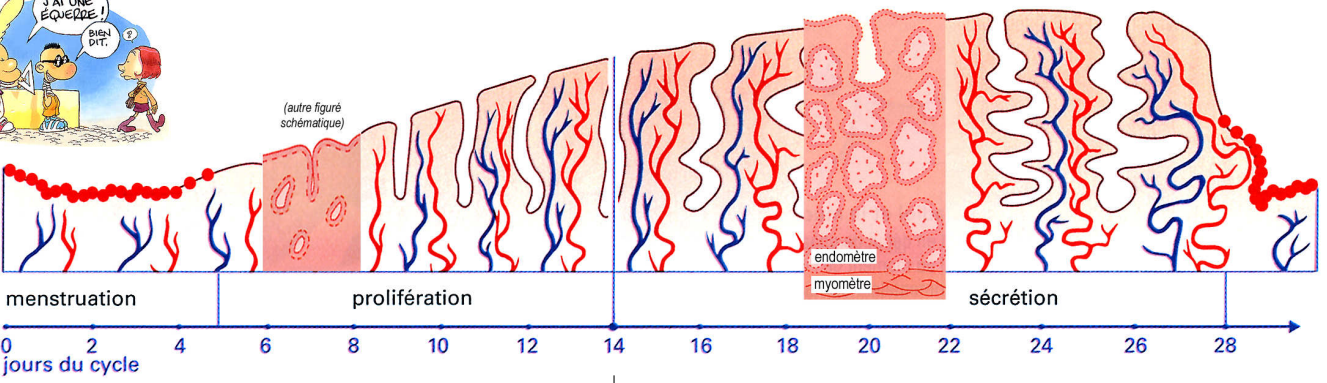 J'AI UNE
ÉQUERRE !
BIEN
DIT.
?
(autre figuré
schématique)
endomètre
myomètre
menstruation
prolifération
sécrétion
0 2 4 6 8 10 12 14 16 18 20 22 24 26 28
jours du cycle